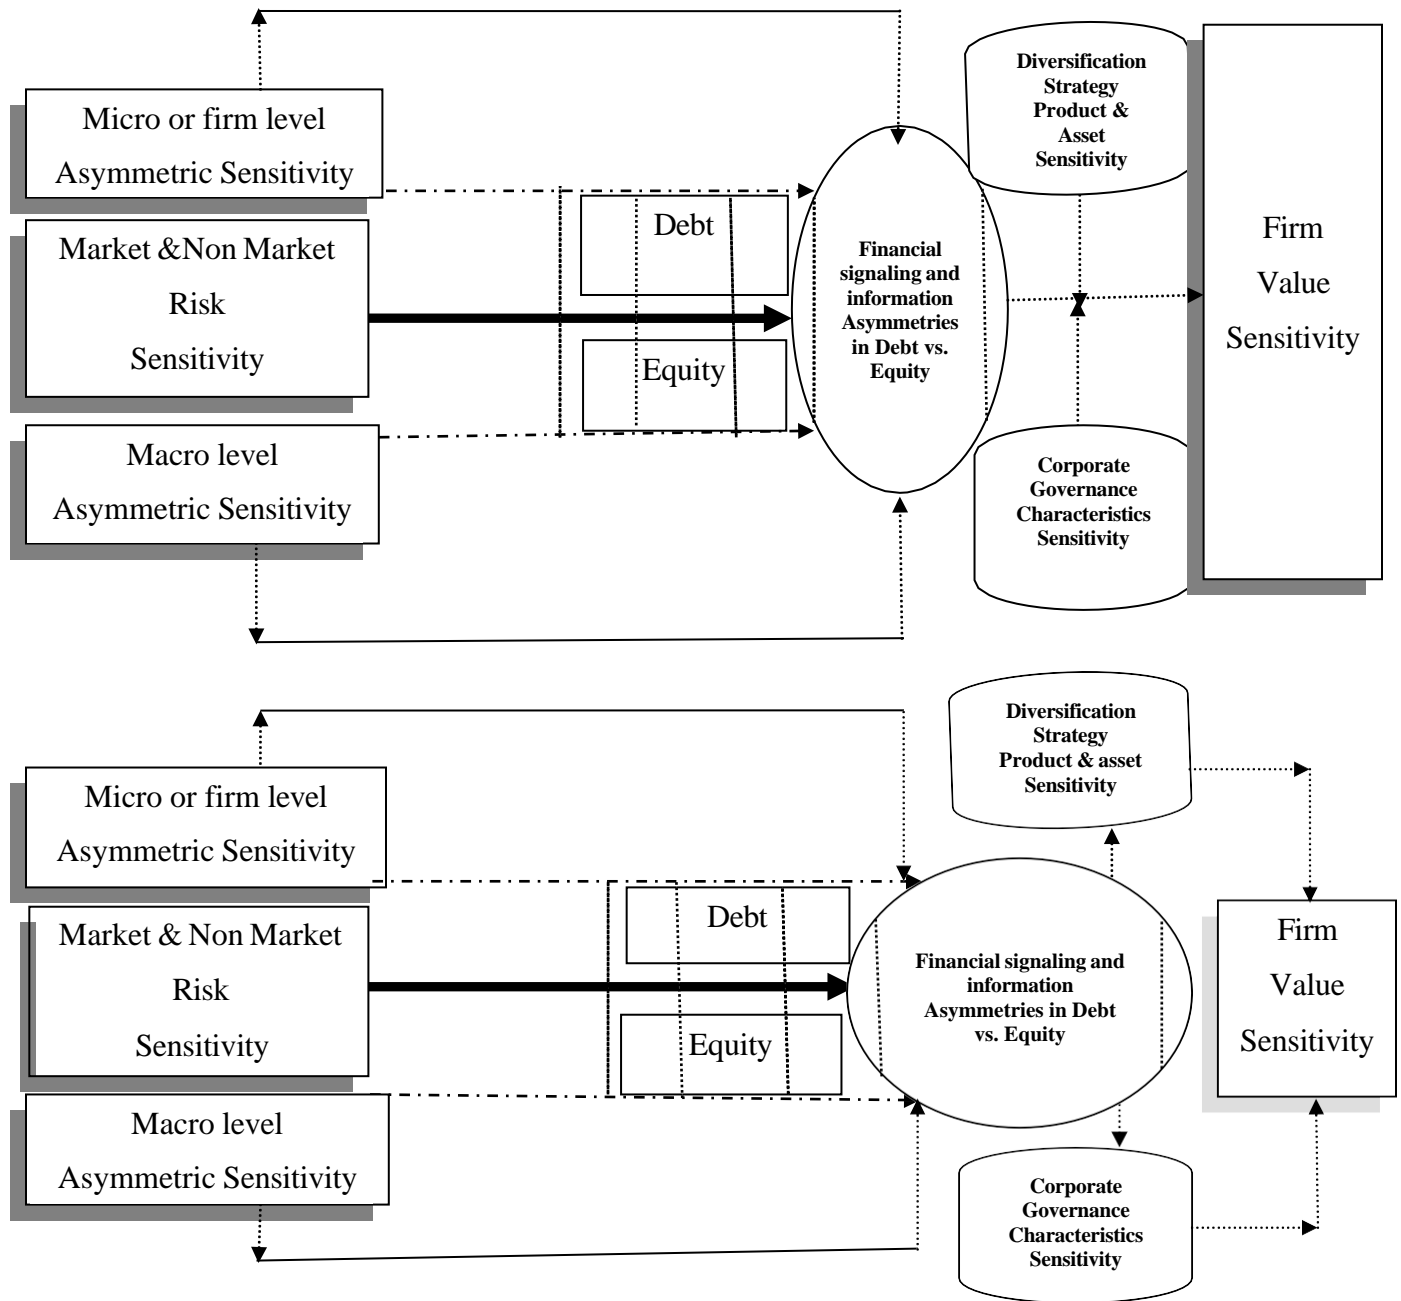 Micro or firm level
Asymmetric Sensitivity
Market &Non Market
Risk
Sensitivity
Macro level
Asymmetric Sensitivity
Debt
Equity
Financial
signaling and
information
Asymmetries
in Debt vs.
Equity
Diversification
Strategy
Product &
Asset
Sensitivity
Corporate
Governance
Characteristics
Sensitivity
Firm
Value
Sensitivity
Micro or firm level
Asymmetric Sensitivity
Market & Non Market
Risk
Sensitivity
Macro level
Asymmetric Sensitivity
Debt
Equity
Financial signaling and
information
Asymmetries in Debt
vs. Equity
Diversification
Strategy
Product & asset
Sensitivity
Corporate
Governance
Characteristics
Sensitivity
Firm
Value
Sensitivity